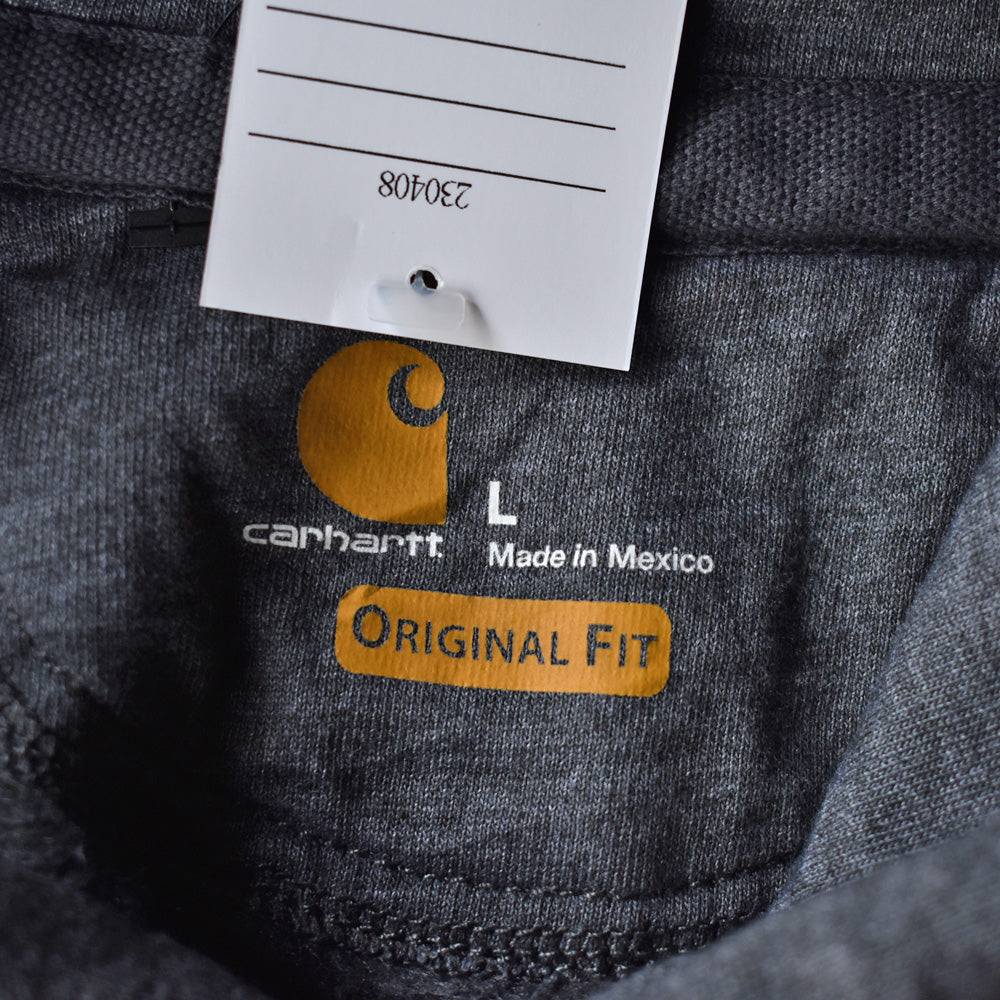 230408
carhartt
L
Made in Mexico
ORIGINAL FIT